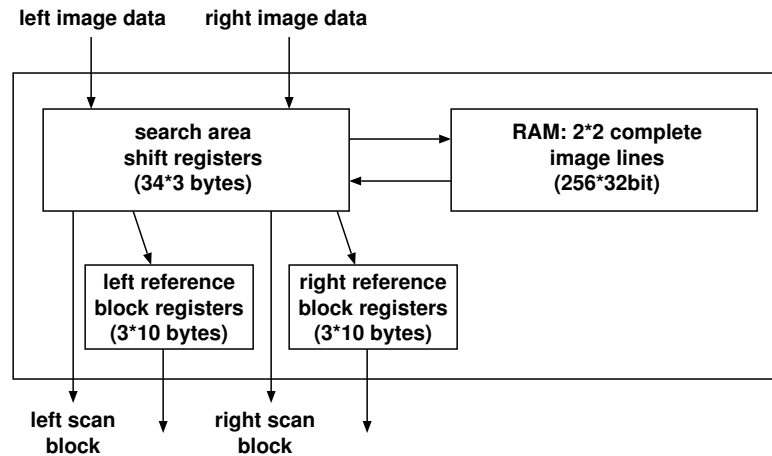 left image data
right image data
search area
shift registers
(34*3 bytes)
RAM: 2*2 complete
image lines
(256*32bit)
left reference
block registers
(3*10 bytes)
right reference
block registers
(3*10 bytes)
left scan
block
right scan
block